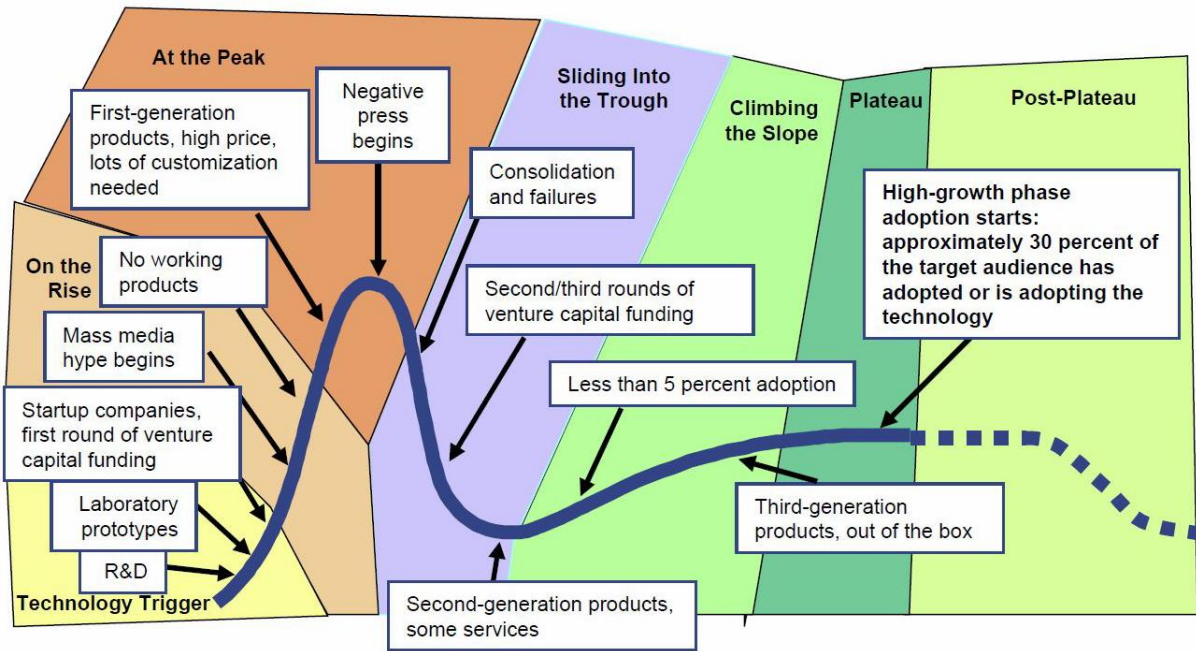 At the Peak
First-generation
products, high price,
lots of customization
needed
Negative
press
begins
Sliding Into
the Trough
Climbing
the Slope
Plateau
Post-Plateau
Consolidation
and failures
High-growth phase
adoption starts:
approximately 30 percent of
the target audience has
adopted or is adopting the
technology
On the
Rise
No working
products
Second/third rounds of
venture capital funding
Mass media
hype begins
Less than 5 percent adoption
Startup companies,
first round of venture
capital funding
Laboratory
prototypes
Third-generation
products, out of the box
R&D
Technology Trigger
Second-generation products,
some services